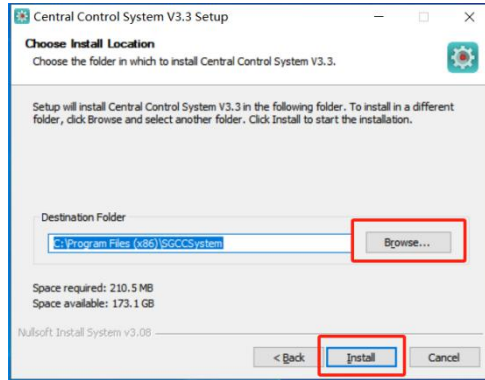 Central Control System V3.3 Setup
Choose Install Location
Choose the folder in which to install Central Control System V3.3.
Setup will install Central Control System V3.3 in the following folder. To install in a different
folder, click Browse and select another folder. Click Install to start the installation.
Destination Folder
C:\Program Files (x86)\SGCCSystem
Browse...
Space required: 210.5 MB
Space available: 173.1 GB
Nullsoft Install System v3.08
< Back
Install
Cancel